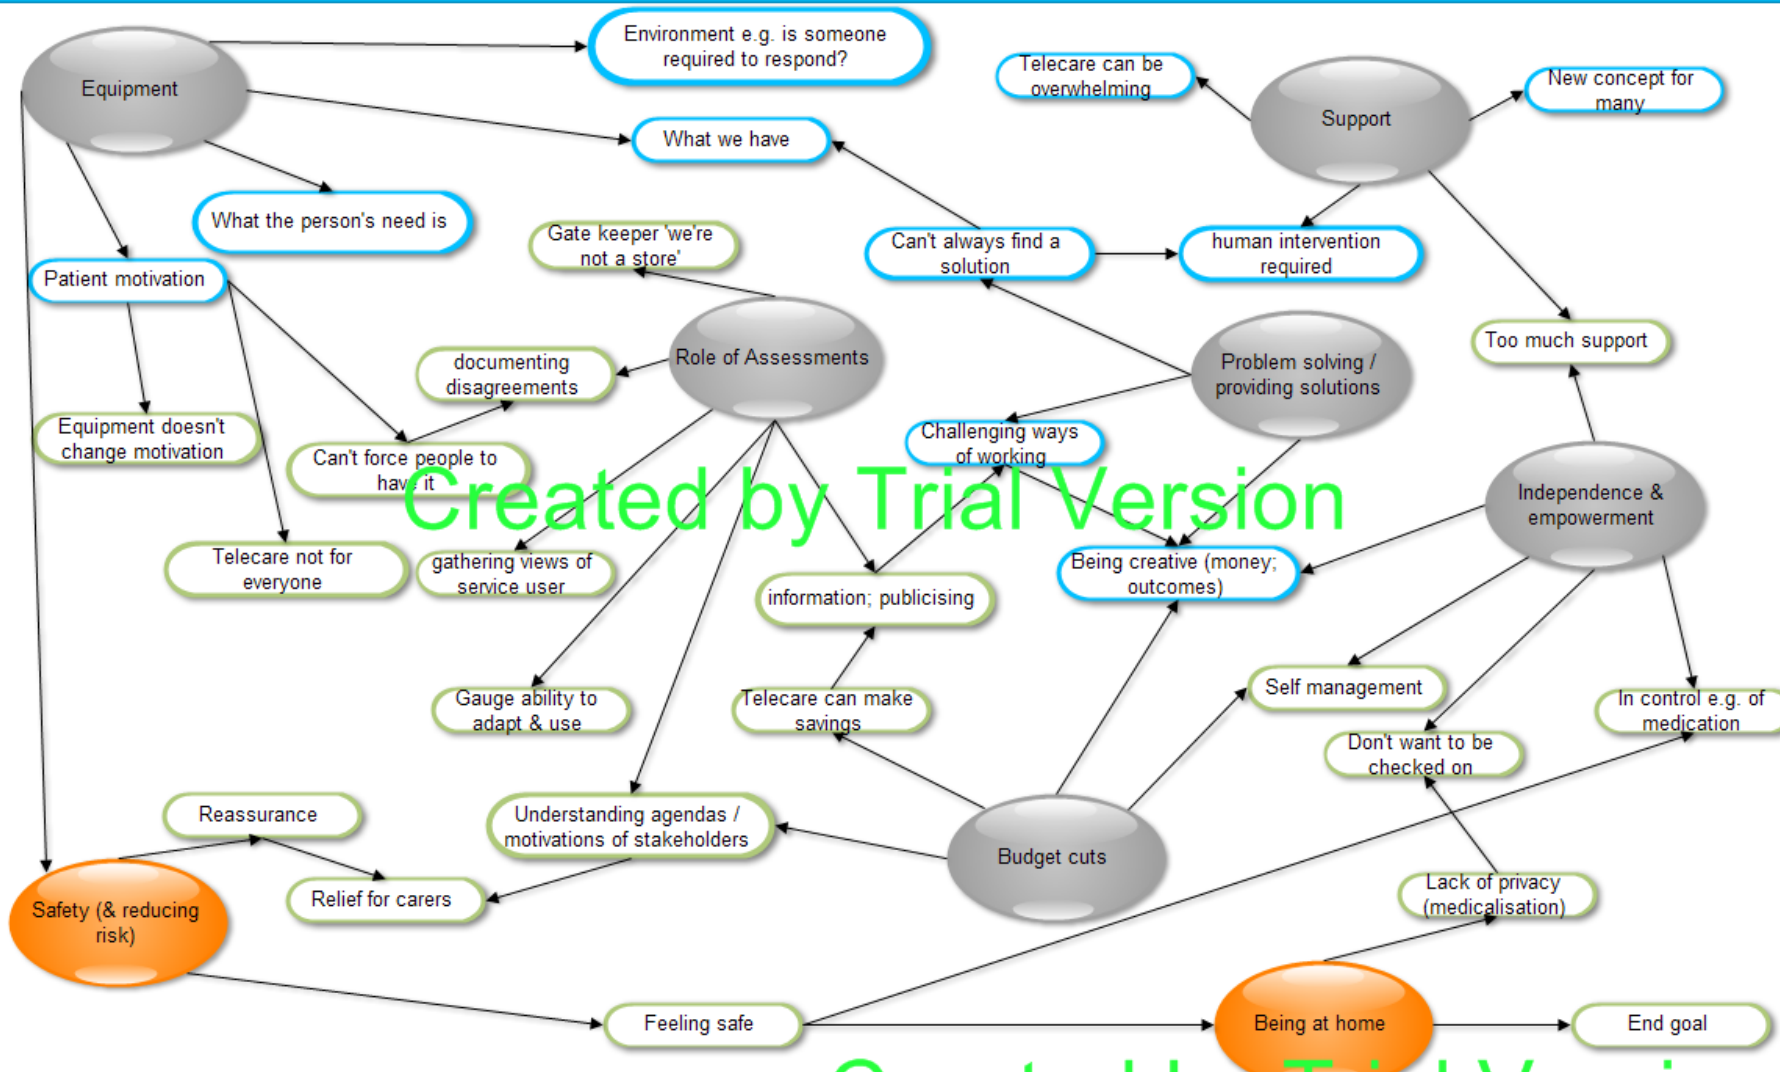 Environment e.g. is someone
required to respond?
Equipment
Telecare can be
overwhelming
New concept for
many
Support
What we have
What the person's need is
Gate keeper 'we're
not a store'
Can't always find a
solution
human intervention
required
Patient motivation
documenting
disagreements
Role of Assessments
Problem solving /
providing solutions
Too much support
Equipment doesn't
change motivation
Can't force people to
have it
Challenging ways
of working
Created by Trial Version
Independence &
empowerment
Telecare not for
everyone
gathering views of
service user
information; publicising
Being creative (money;
outcomes)
Gauge ability to
adapt & use
Telecare can make
savings
Self management
In control e.g. of
medication
Don't want to be
checked on
Reassurance
Understanding agendas /
motivations of stakeholders
Budget cuts
Relief for carers
Lack of privacy
(medicalisation)
Safety (& reducing
risk)
Feeling safe
Being at home
End goal
Created by Trial Versi